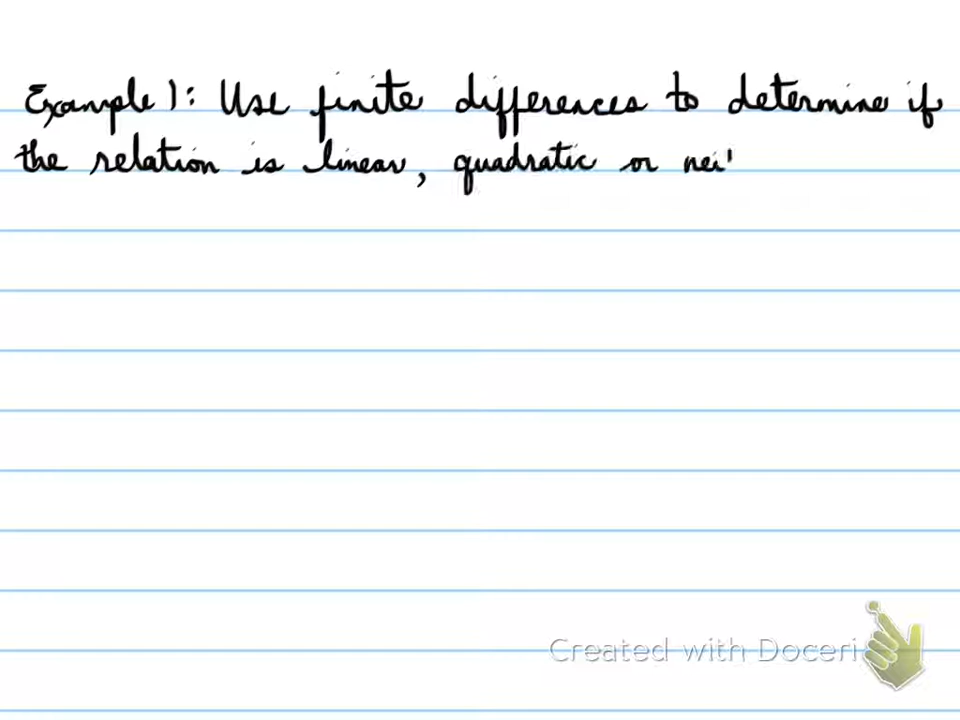 Example 1: Use finite differences to determine if
the relation is linear, quadratic or nei
Created with Doceri